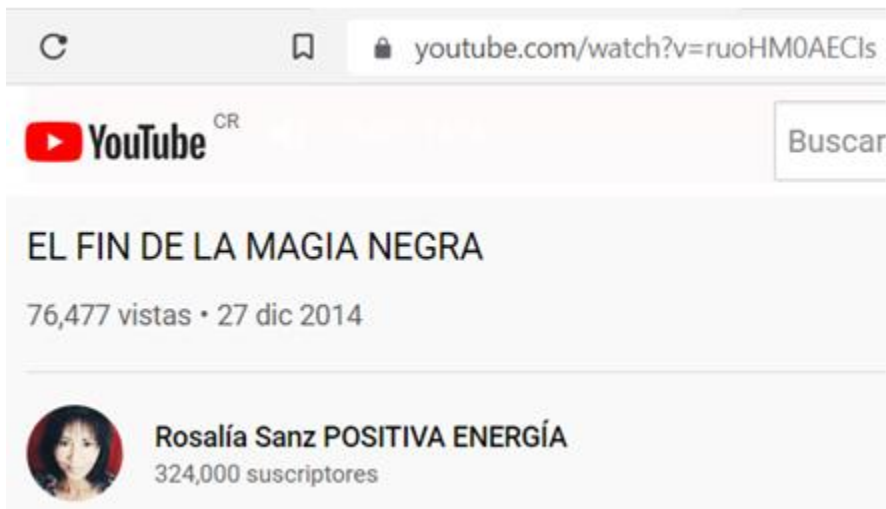 youtube.com/watch?v=ruoHM0AECIs
YouTube CR
Buscar
EL FIN DE LA MAGIA NEGRA
76,477 vistas • 27 dic 2014
Rosalía Sanz POSITIVA ENERGÍA
324,000 suscriptores